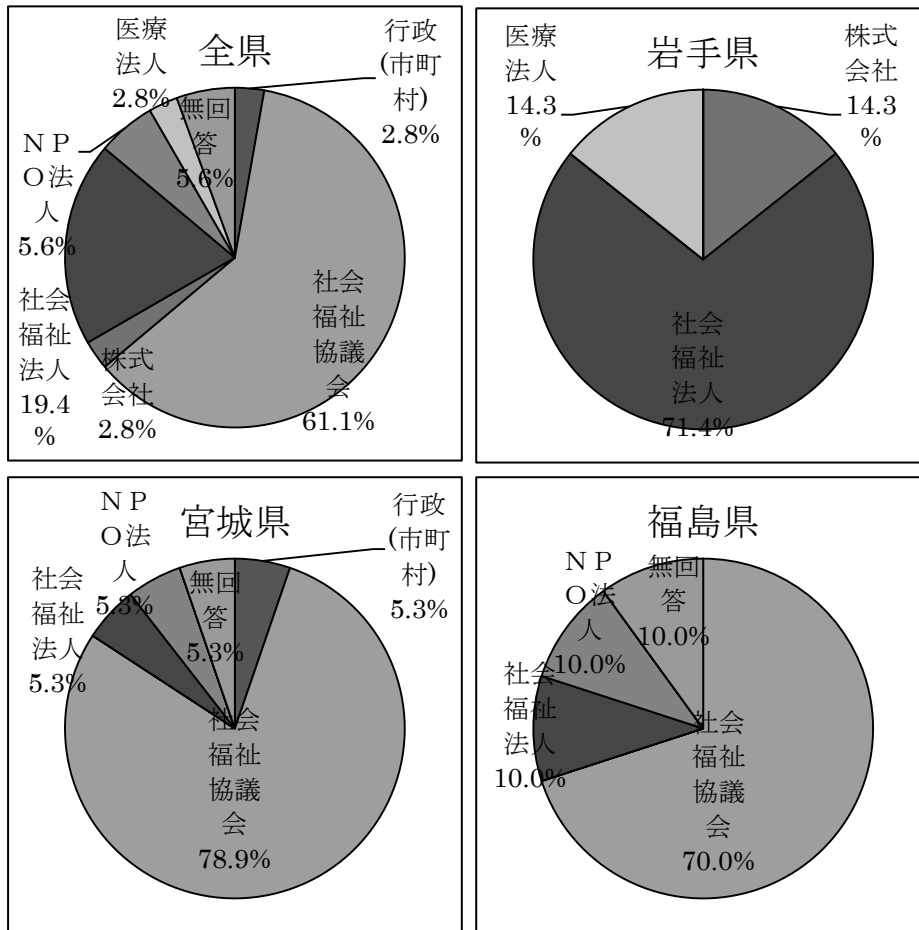 全県
行政
(市町
村)
2.8%
社会
福祉
協議
会
61.1%
株式
会社
2.8%
社会
福祉
法人
19.4
%
ＮＰ
Ｏ法
人
5.6%
医療
法人
2.8%
無回
答
5.6%
岩手県
株式
会社
14.3
%
社会
福祉
法人
71.4%
医療
法人
14.3
%
宮城県
行政
(市町
村)
5.3%
社会
福祉
協議
会
78.9%
社会
福祉
法人
5.3%
ＮＰ
Ｏ法
人
5.3%
無回
答
5.3%
福島県
社会
福祉
協議
会
70.0%
社会
福祉
法人
10.0%
ＮＰ
Ｏ法
人
10.0%
無回
答
10.0%